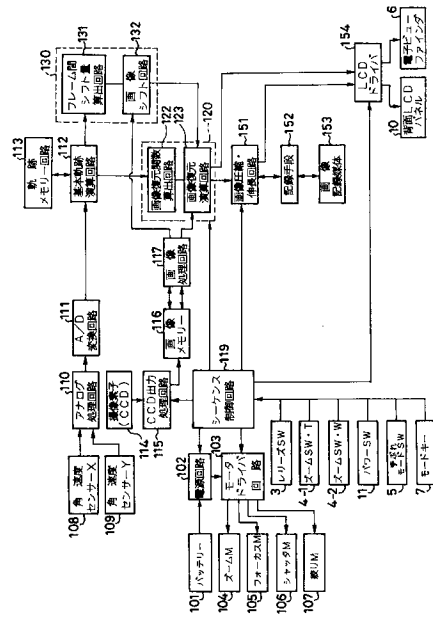 130
131
フレーム間
シフト量
算出回路
132
画像
シフト回路
113
軌跡
メモリー回路
112
基本軌跡
演算回路
122
画像復元関数
算出回路
123
画像復元
演算回路
120
154
LCD
ドライバ
6
電子ビュー
ファインダ
10
背面LCD
パネル
151
画像圧縮
伸長回路
152
記録手段
153
画像
記録媒体
111
A/D
変換回路
117
画像
処理回路
116
画像
メモリー
110
アナログ
処理回路
114
撮像素子
(CCD)
115
CCD出力
処理回路
119
シーケンス
制御回路
108
角速度
センサーX
109
角速度
センサーY
102
電源回路
103
モータ
ドライバ
回路
101
バッテリー
104
ズームM
105
フォーカスM
106
シャッタM
107
絞りM
3
レリーズSW
4-1
ズームSW・T
4-2
ズームSW・W
11
パワーSW
5
手ぶれ
モードSW
7
モードキー